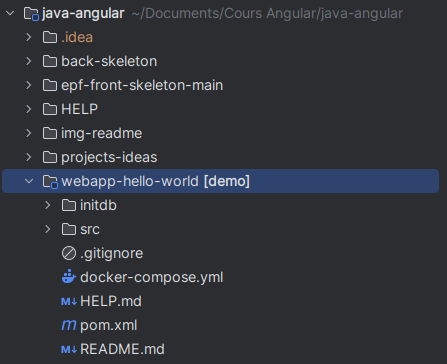 java-angular ~/Documents/Cours Angular/java-angular
.idea
back-skeleton
epf-front-skeleton-main
HELP
img-readme
projects-ideas
webapp-hello-world [demo]
initdb
src
.gitignore
docker-compose.yml
M↓ HELP.md
m pom.xml
M↓ README.md